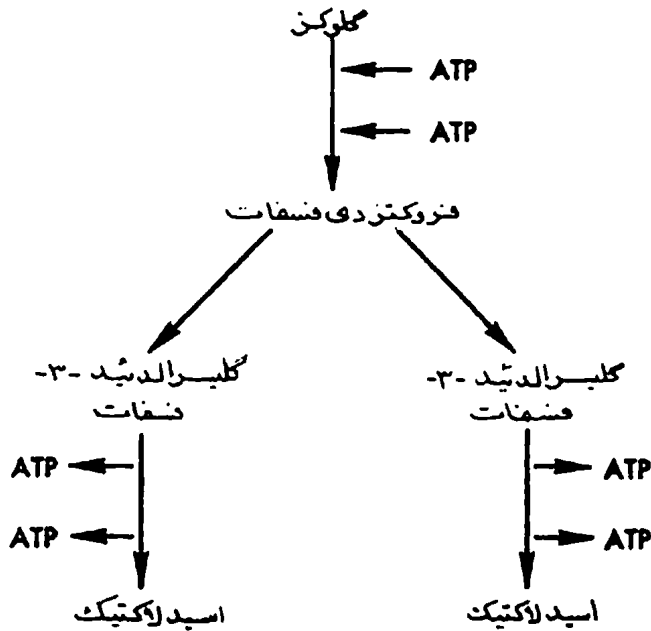 گلوکز
ATP
ATP
فروکتز دی فسفات
گلیسرالدئید -۳-
فسفات
گلیسرالدئید -۳-
فسفات
ATP
ATP
ATP
ATP
اسید لاکتیک
اسید لاکتیک